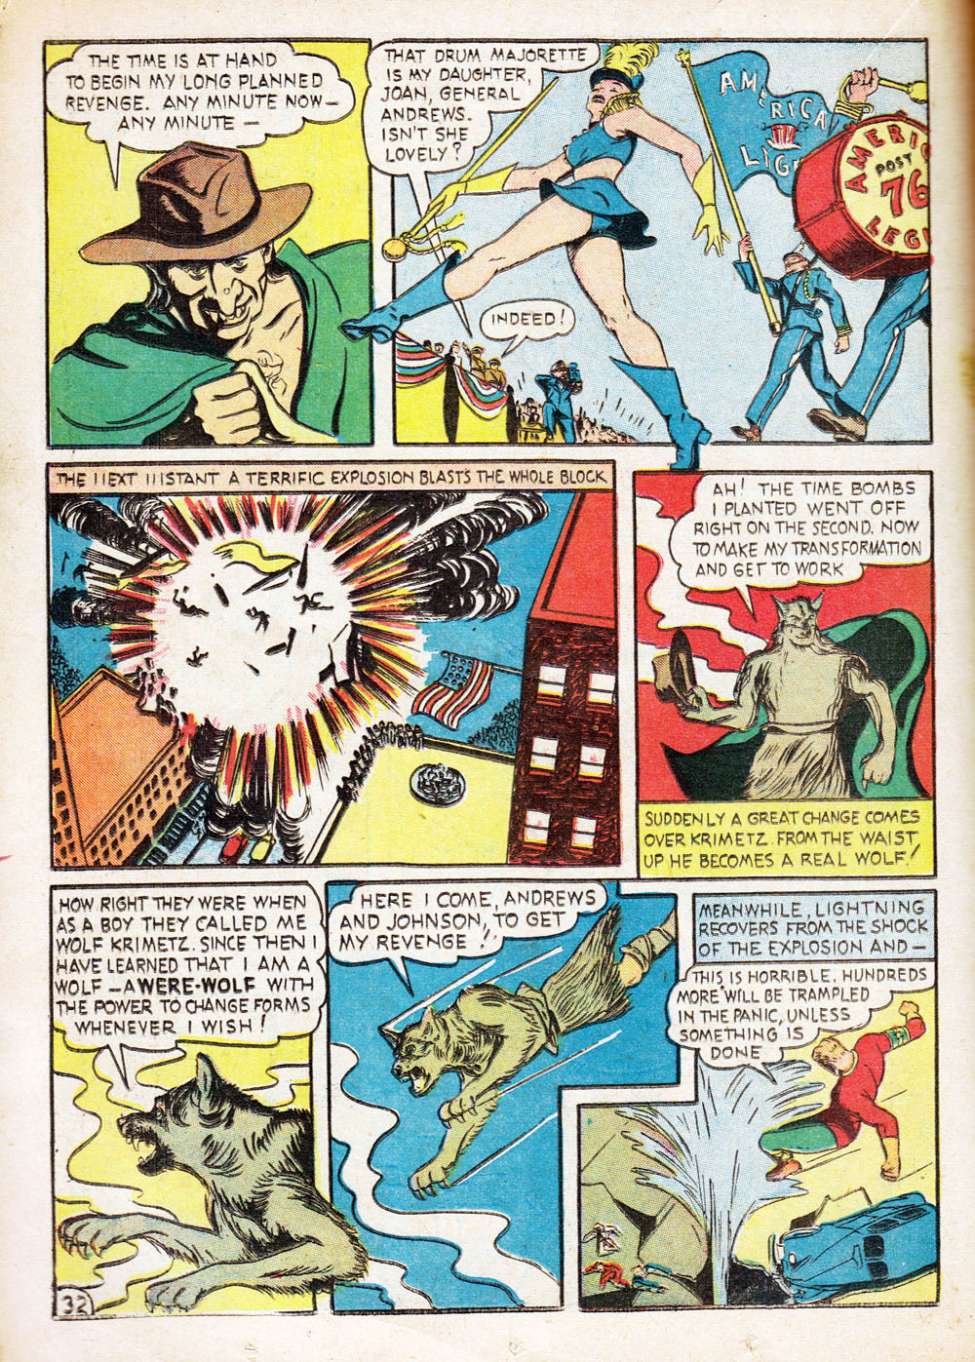 THE TIME IS AT HAND
TO BEGIN MY LONG PLANNED
REVENGE. ANY MINUTE NOW—
ANY MINUTE —
THAT DRUM MAJORETTE
IS MY DAUGHTER,
JOAN, GENERAL
ANDREWS.
ISN'T SHE
LOVELY?
INDEED!
AMERICA
LIG
AMERIC
POST
76
LEGI
THE NEXT INSTANT A TERRIFIC EXPLOSION BLASTS THE WHOLE BLOCK
AH! THE TIME BOMBS
I PLANTED WENT OFF
RIGHT ON THE SECOND. NOW
TO MAKE MY TRANSFORMATION
AND GET TO WORK
SUDDENLY A GREAT CHANGE COMES
OVER KRIMETZ. FROM THE WAIST
UP HE BECOMES A REAL WOLF!
HOW RIGHT THEY WERE WHEN
AS A BOY THEY CALLED ME
WOLF KRIMETZ. SINCE THEN I
HAVE LEARNED THAT I AM A
WOLF —A WERE-WOLF WITH
THE POWER TO CHANGE FORMS
WHENEVER I WISH!
HERE I COME, ANDREWS
AND JOHNSON, TO GET
MY REVENGE!
MEANWHILE, LIGHTNING
RECOVERS FROM THE SHOCK
OF THE EXPLOSION AND —
THIS IS HORRIBLE. HUNDREDS
MORE WILL BE TRAMPLED
IN THE PANIC, UNLESS
SOMETHING IS
DONE
32